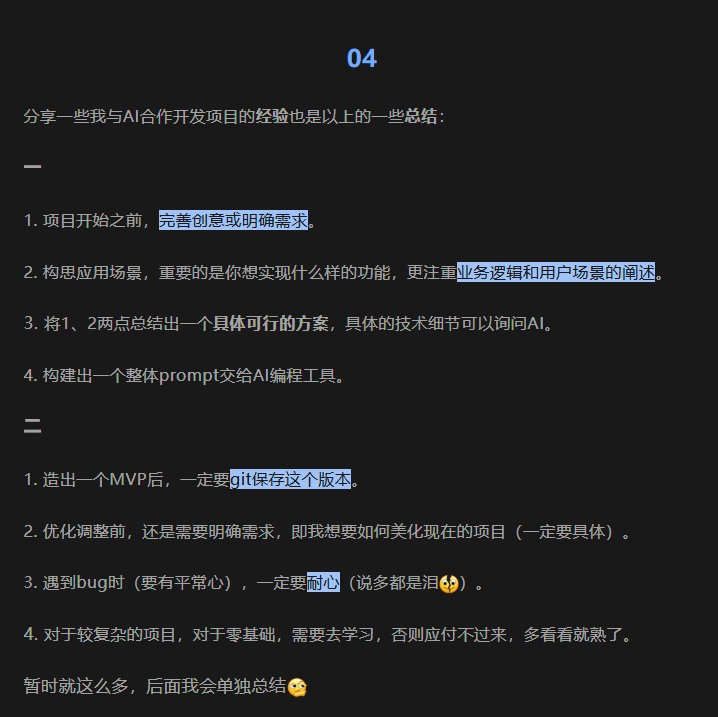 04
分享一些我与AI合作开发项目的经验也是以上的一些总结：
一
1. 项目开始之前，完善创意或明确需求。
2. 构思应用场景，重要的是你想实现什么样的功能，更注重业务逻辑和用户场景的阐述。
3. 将1、2两点总结出一个具体可行的方案，具体的技术细节可以询问AI。
4. 构建出一个整体prompt交给AI编程工具。
二
1. 造出一个MVP后，一定要git保存这个版本。
2. 优化调整前，还是需要明确需求，即我想要如何美化现在的项目（一定要具体）。
3. 遇到bug时（要有平常心），一定要耐心（说多都是泪🥹）。
4. 对于较复杂的项目，对于零基础，需要去学习，否则应付不过来，多看看就熟了。
暂时就这么多，后面我会单独总结🧐